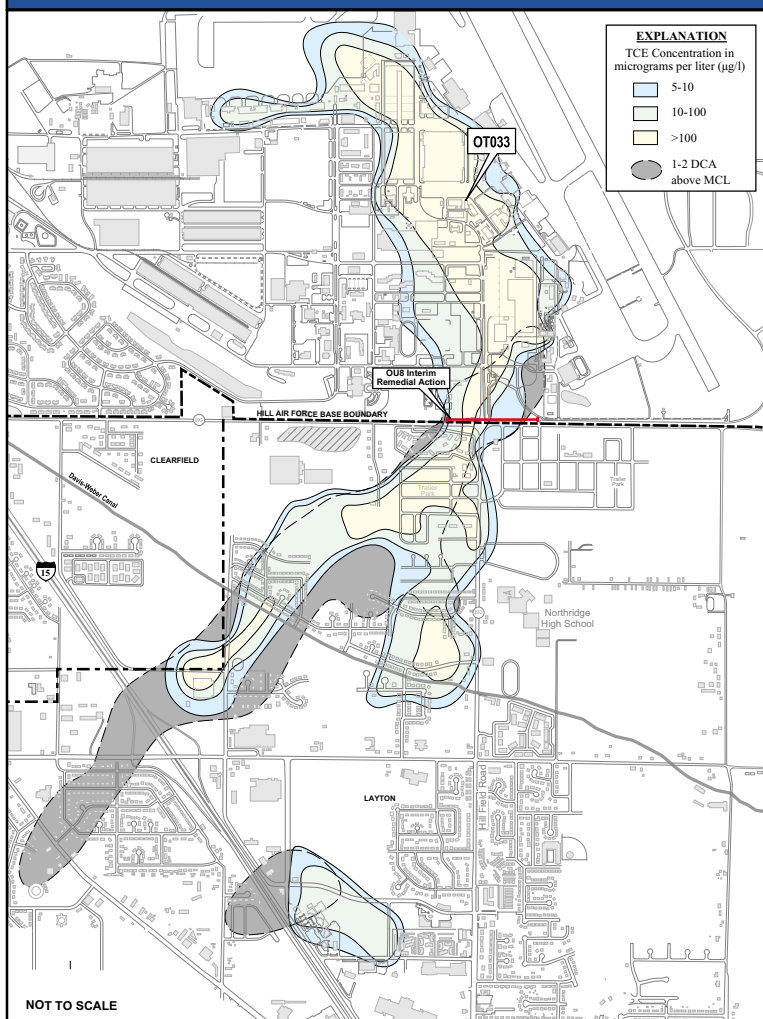 EXPLANATION
TCE Concentration in
micrograms per liter (µg/l)
5-10
10-100
>100
1-2 DCA
above MCL
OT033
OU8 Interim
Remedial Action
HILL AIR FORCE BASE BOUNDARY
CLEARFIELD
Davis-Weber Canal
Trailer
Park
Trailer
Park
15
Northridge
High School
LAYTON
Hill Field Road
NOT TO SCALE